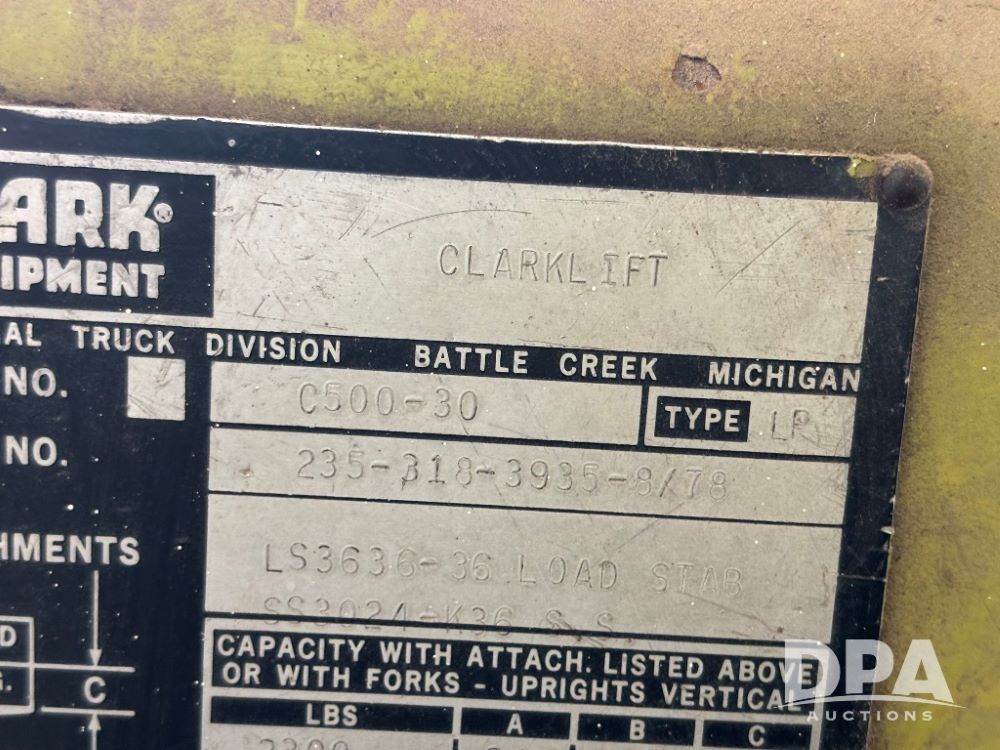 ARK®
IPMENT
CLARKLIFT
AL TRUCK DIVISION BATTLE CREEK MICHIGAN
NO. C500-30 TYPE LP
NO. 235-318-3935-8/78
HMENTS
LS3636-36 LOAD STAB
SS3024-K36 S.S.
D
G.
C
CAPACITY WITH ATTACH. LISTED ABOVE
OR WITH FORKS - UPRIGHTS VERTICAL
LBS A B C
DPA
AUCTIONS